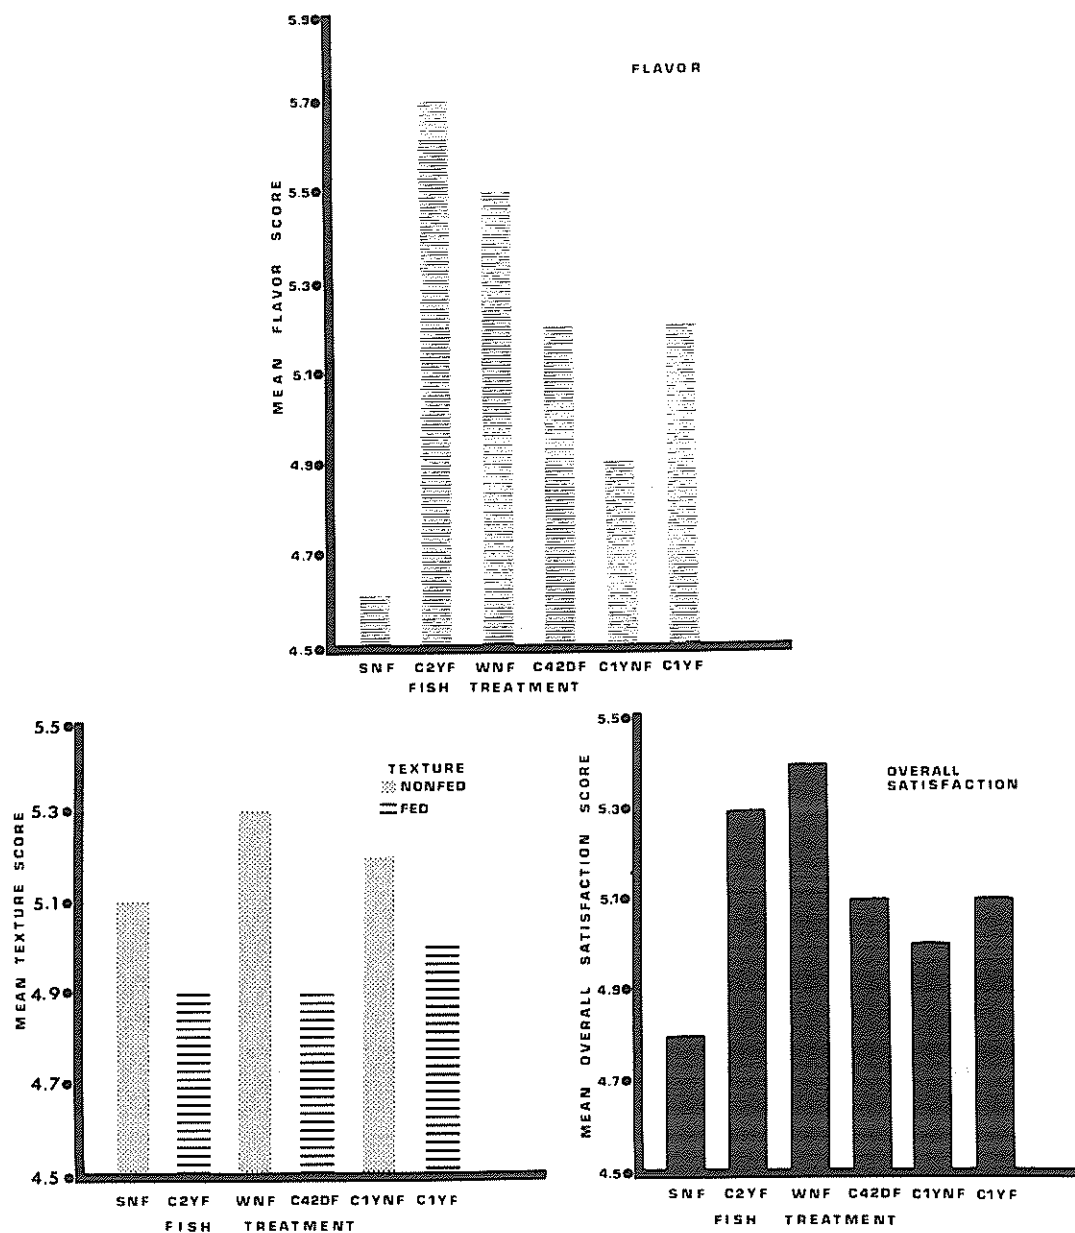 5.90
FLAVOR
5.70
5.50
5.30
5.10
4.90
4.70
4.50
MEAN FLAVOR SCORE
SNF C2YF WNF C42DF C1YNF C1YF
FISH TREATMENT
5.50
5.30
5.10
4.90
4.70
4.50
MEAN TEXTURE SCORE
TEXTURE
NONFED
FED
SNF C2YF WNF C42DF C1YNF C1YF
FISH TREATMENT
5.50
5.30
5.10
4.90
4.70
4.50
MEAN OVERALL SATISFACTION SCORE
OVERALL
SATISFACTION
SNF C2YF WNF C42DF C1YNF C1YF
FISH TREATMENT